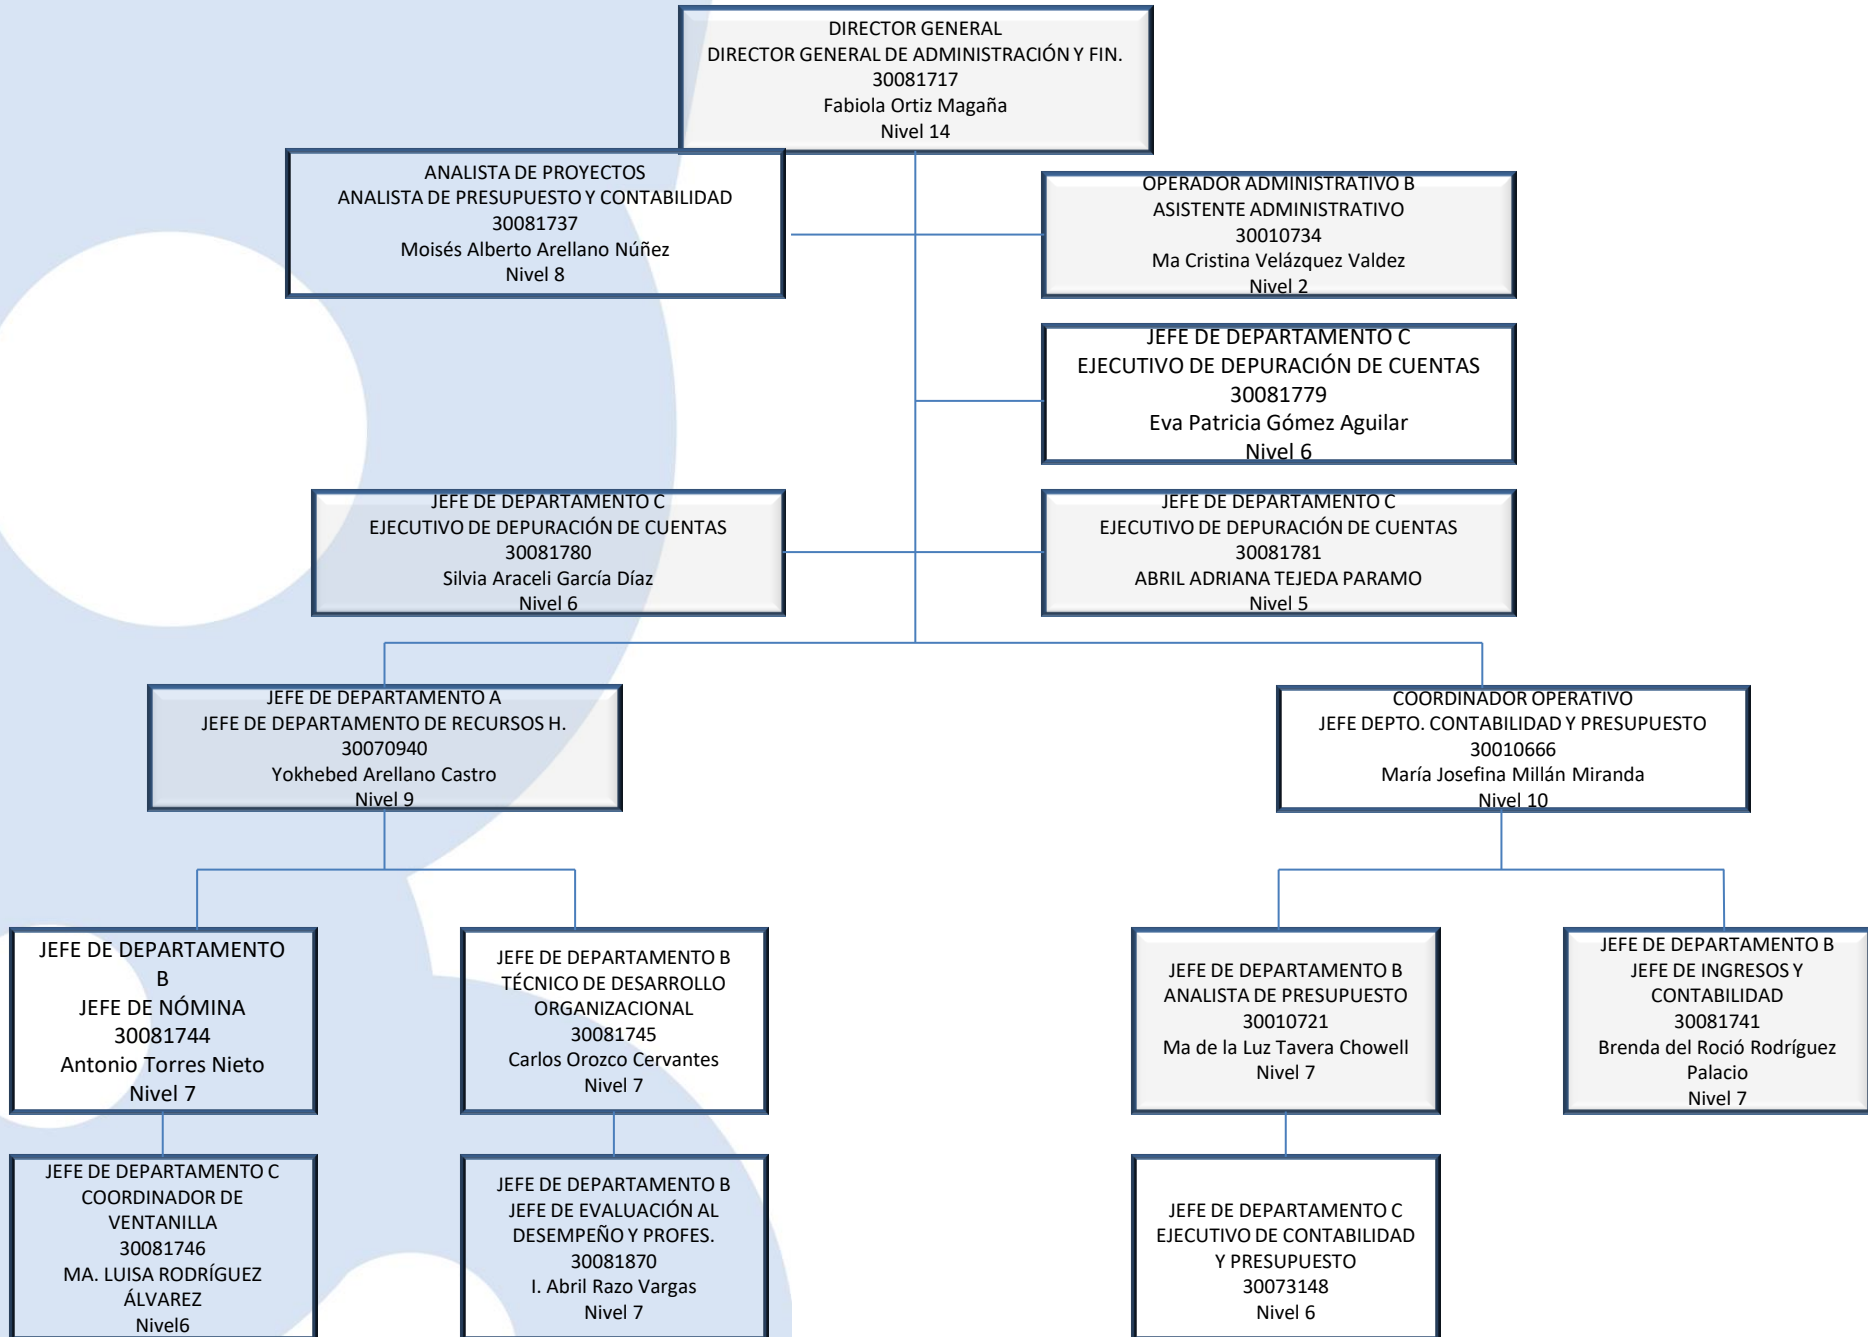 DIRECTOR GENERAL
DIRECTOR GENERAL DE ADMINISTRACIÓN Y FIN.
30081717
Fabiola Ortiz Magaña
Nivel 14
ANALISTA DE PROYECTOS
ANALISTA DE PRESUPUESTO Y CONTABILIDAD
30081737
Moisés Alberto Arellano Núñez
Nivel 8
OPERADOR ADMINISTRATIVO B
ASISTENTE ADMINISTRATIVO
30010734
Ma Cristina Velázquez Valdez
Nivel 2
JEFE DE DEPARTAMENTO C
EJECUTIVO DE DEPURACIÓN DE CUENTAS
30081779
Eva Patricia Gómez Aguilar
Nivel 6
JEFE DE DEPARTAMENTO C
EJECUTIVO DE DEPURACIÓN DE CUENTAS
30081780
Silvia Araceli García Díaz
Nivel 6
JEFE DE DEPARTAMENTO C
EJECUTIVO DE DEPURACIÓN DE CUENTAS
30081781
ABRIL ADRIANA TEJEDA PARAMO
Nivel 5
JEFE DE DEPARTAMENTO A
JEFE DE DEPARTAMENTO DE RECURSOS H.
30070940
Yokhebed Arellano Castro
Nivel 9
COORDINADOR OPERATIVO
JEFE DEPTO. CONTABILIDAD Y PRESUPUESTO
30010666
María Josefina Millán Miranda
Nivel 10
JEFE DE DEPARTAMENTO
B
JEFE DE NÓMINA
30081744
Antonio Torres Nieto
Nivel 7
JEFE DE DEPARTAMENTO B
TÉCNICO DE DESARROLLO
ORGANIZACIONAL
30081745
Carlos Orozco Cervantes
Nivel 7
JEFE DE DEPARTAMENTO B
ANALISTA DE PRESUPUESTO
30010721
Ma de la Luz Tavera Chowell
Nivel 7
JEFE DE DEPARTAMENTO B
JEFE DE INGRESOS Y
CONTABILIDAD
30081741
Brenda del Roció Rodríguez
Palacio
Nivel 7
JEFE DE DEPARTAMENTO C
COORDINADOR DE
VENTANILLA
30081746
MA. LUISA RODRÍGUEZ
ÁLVAREZ
Nivel6
JEFE DE DEPARTAMENTO B
JEFE DE EVALUACIÓN AL
DESEMPEÑO Y PROFES.
30081870
I. Abril Razo Vargas
Nivel 7
JEFE DE DEPARTAMENTO C
EJECUTIVO DE CONTABILIDAD
Y PRESUPUESTO
30073148
Nivel 6